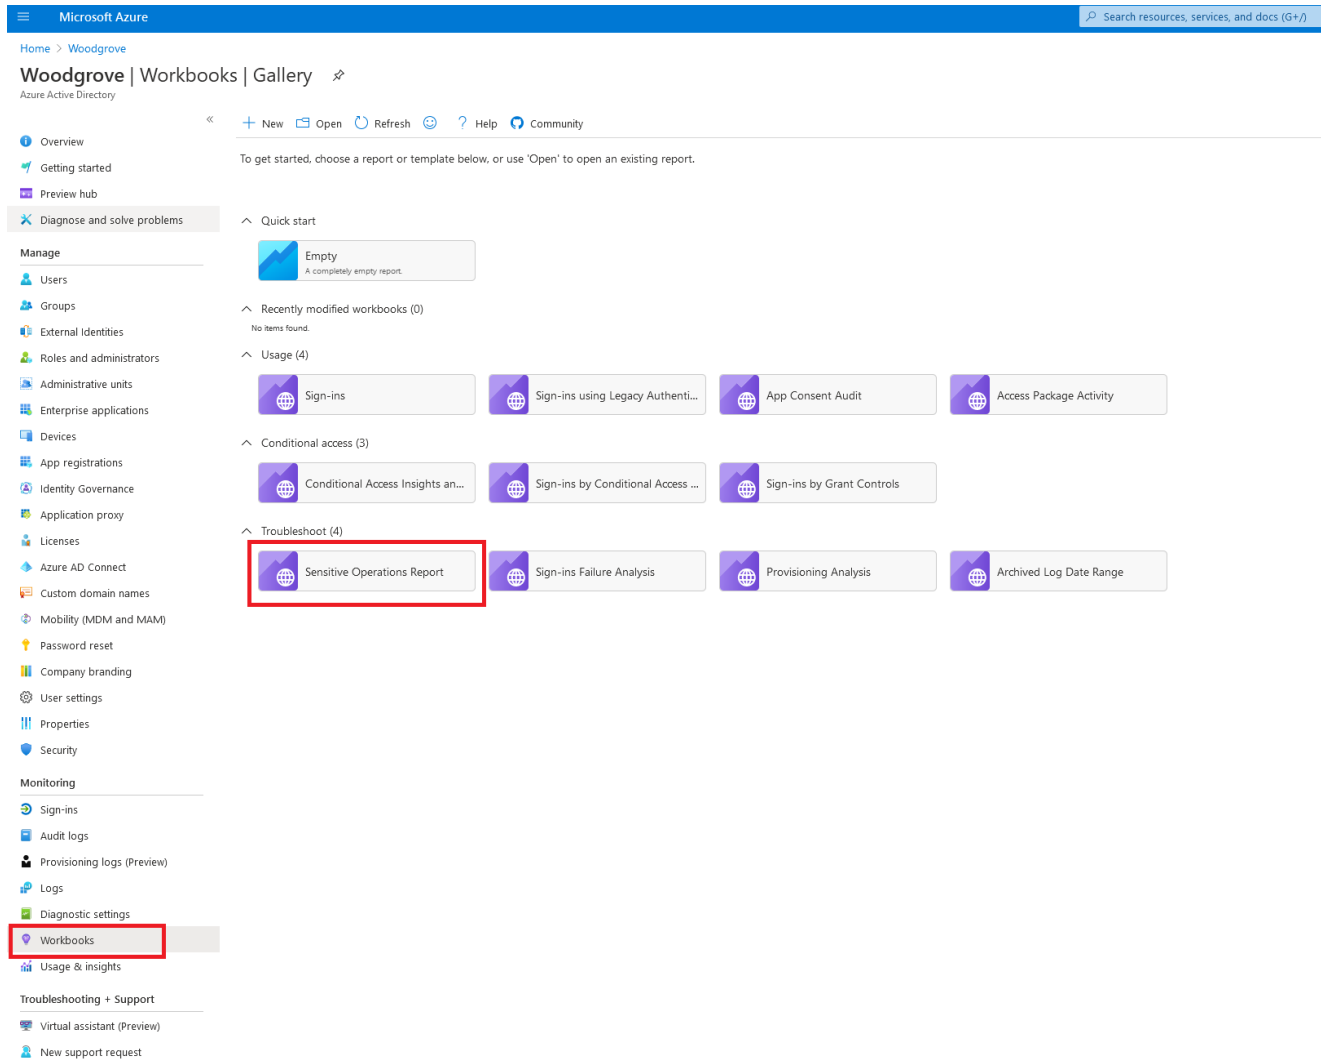 Microsoft Azure
Search resources, services, and docs (G+/)
Home > Woodgrove
Woodgrove | Workbooks | Gallery
Azure Active Directory
«
New Open Refresh ? Help Community
To get started, choose a report or template below, or use 'Open' to open an existing report.
Overview
Getting started
Preview hub
Diagnose and solve problems
Manage
Users
Groups
External Identities
Roles and administrators
Administrative units
Enterprise applications
Devices
App registrations
Identity Governance
Application proxy
Licenses
Azure AD Connect
Custom domain names
Mobility (MDM and MAM)
Password reset
Company branding
User settings
Properties
Security
Monitoring
Sign-ins
Audit logs
Provisioning logs (Preview)
Logs
Diagnostic settings
Workbooks
Usage & insights
Troubleshooting + Support
Virtual assistant (Preview)
New support request
Quick start
Empty
A completely empty report.
Recently modified workbooks (0)
No items found.
Usage (4)
Sign-ins
Sign-ins using Legacy Authenti...
App Consent Audit
Access Package Activity
Conditional access (3)
Conditional Access Insights an...
Sign-ins by Conditional Access ...
Sign-ins by Grant Controls
Troubleshoot (4)
Sensitive Operations Report
Sign-ins Failure Analysis
Provisioning Analysis
Archived Log Date Range